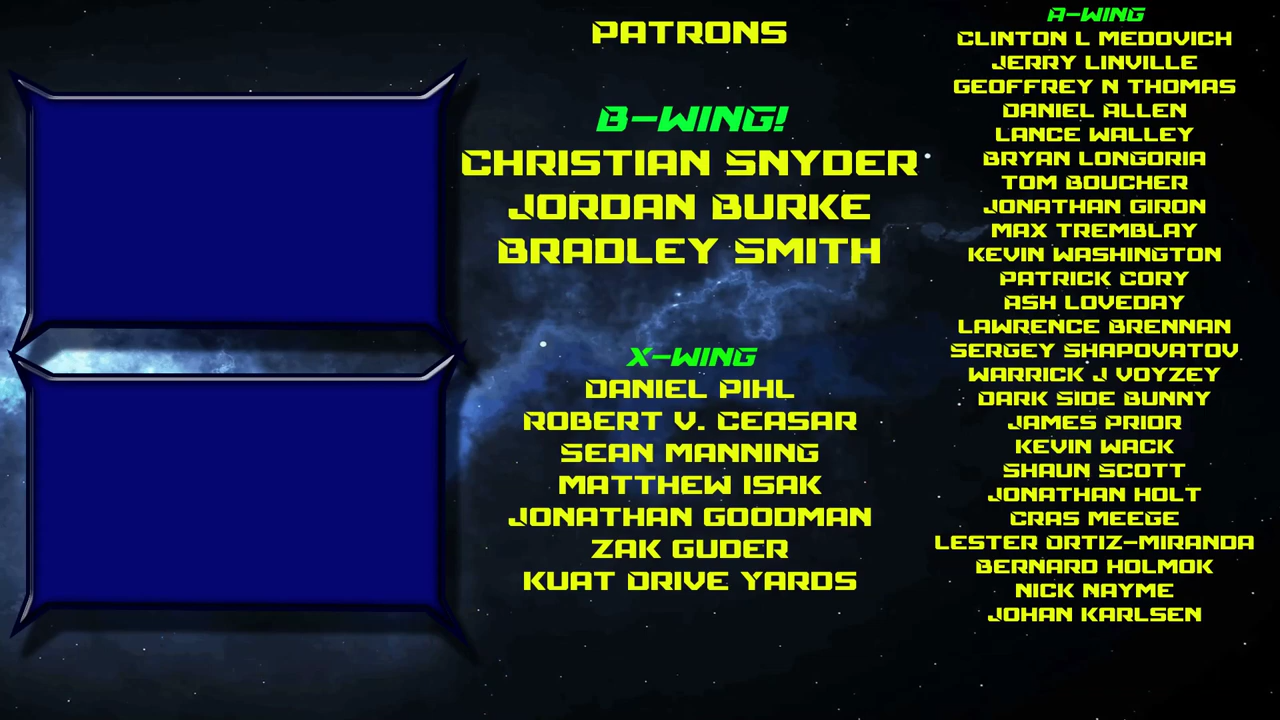 PATRONS
B-WING!
CHRISTIAN SNYDER
JORDAN BURKE
BRADLEY SMITH
X-WING
DANIEL PIHL
ROBERT V. CEASAR
SEAN MANNING
MATTHEW ISAK
JONATHAN GOODMAN
ZAK GUDER
KUAT DRIVE YARDS
A-WING
CLINTON L MEDOVICH
JERRY LINVILLE
GEOFFREY N THOMAS
DANIEL ALLEN
LANCE WALLEY
BRYAN LONGORIA
TOM BOUCHER
JONATHAN GIRON
MAX TREMBLAY
KEVIN WASHINGTON
PATRICK CORY
ASH LOVEDAY
LAWRENCE BRENNAN
SERGEY SHAPOVATOV
WARRICK J VOYZEY
DARK SIDE BUNNY
JAMES PRIOR
KEVIN WACK
SHAUN SCOTT
JONATHAN HOLT
CRAS MEEGE
LESTER ORTIZ-MIRANDA
BERNARD HOLMOK
NICK NAYME
JOHAN KARLSEN